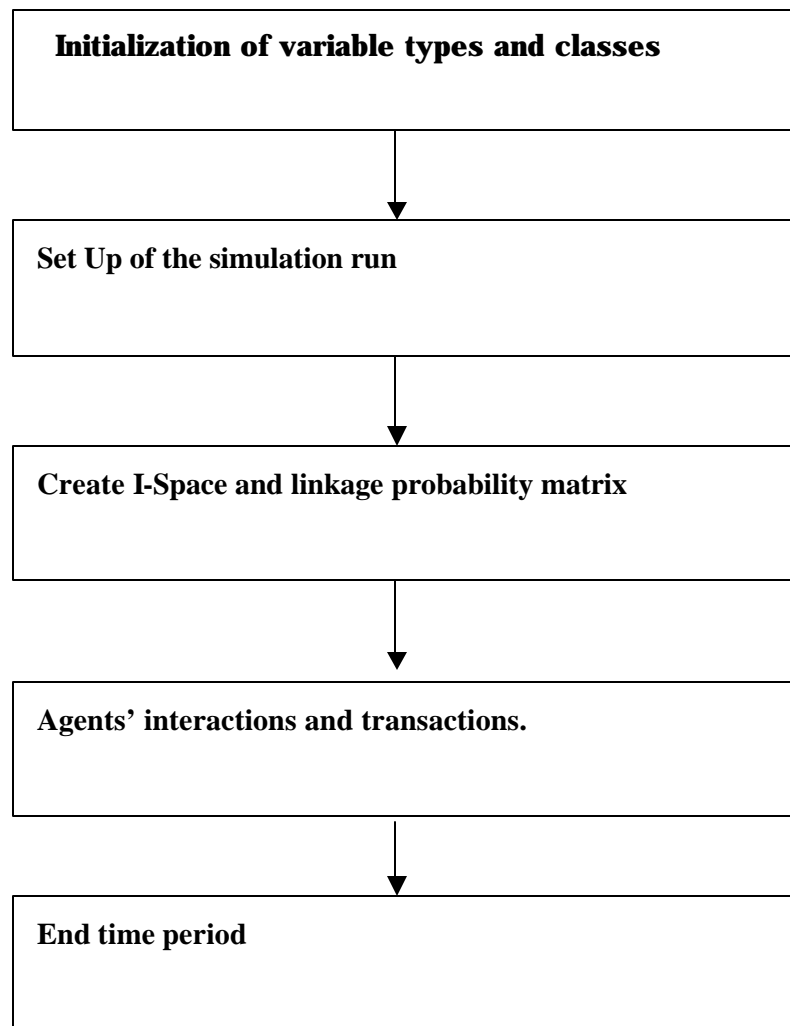 Initialization of variable types and classes
Set Up of the simulation run
Create I-Space and linkage probability matrix
Agents’ interactions and transactions.
End time period